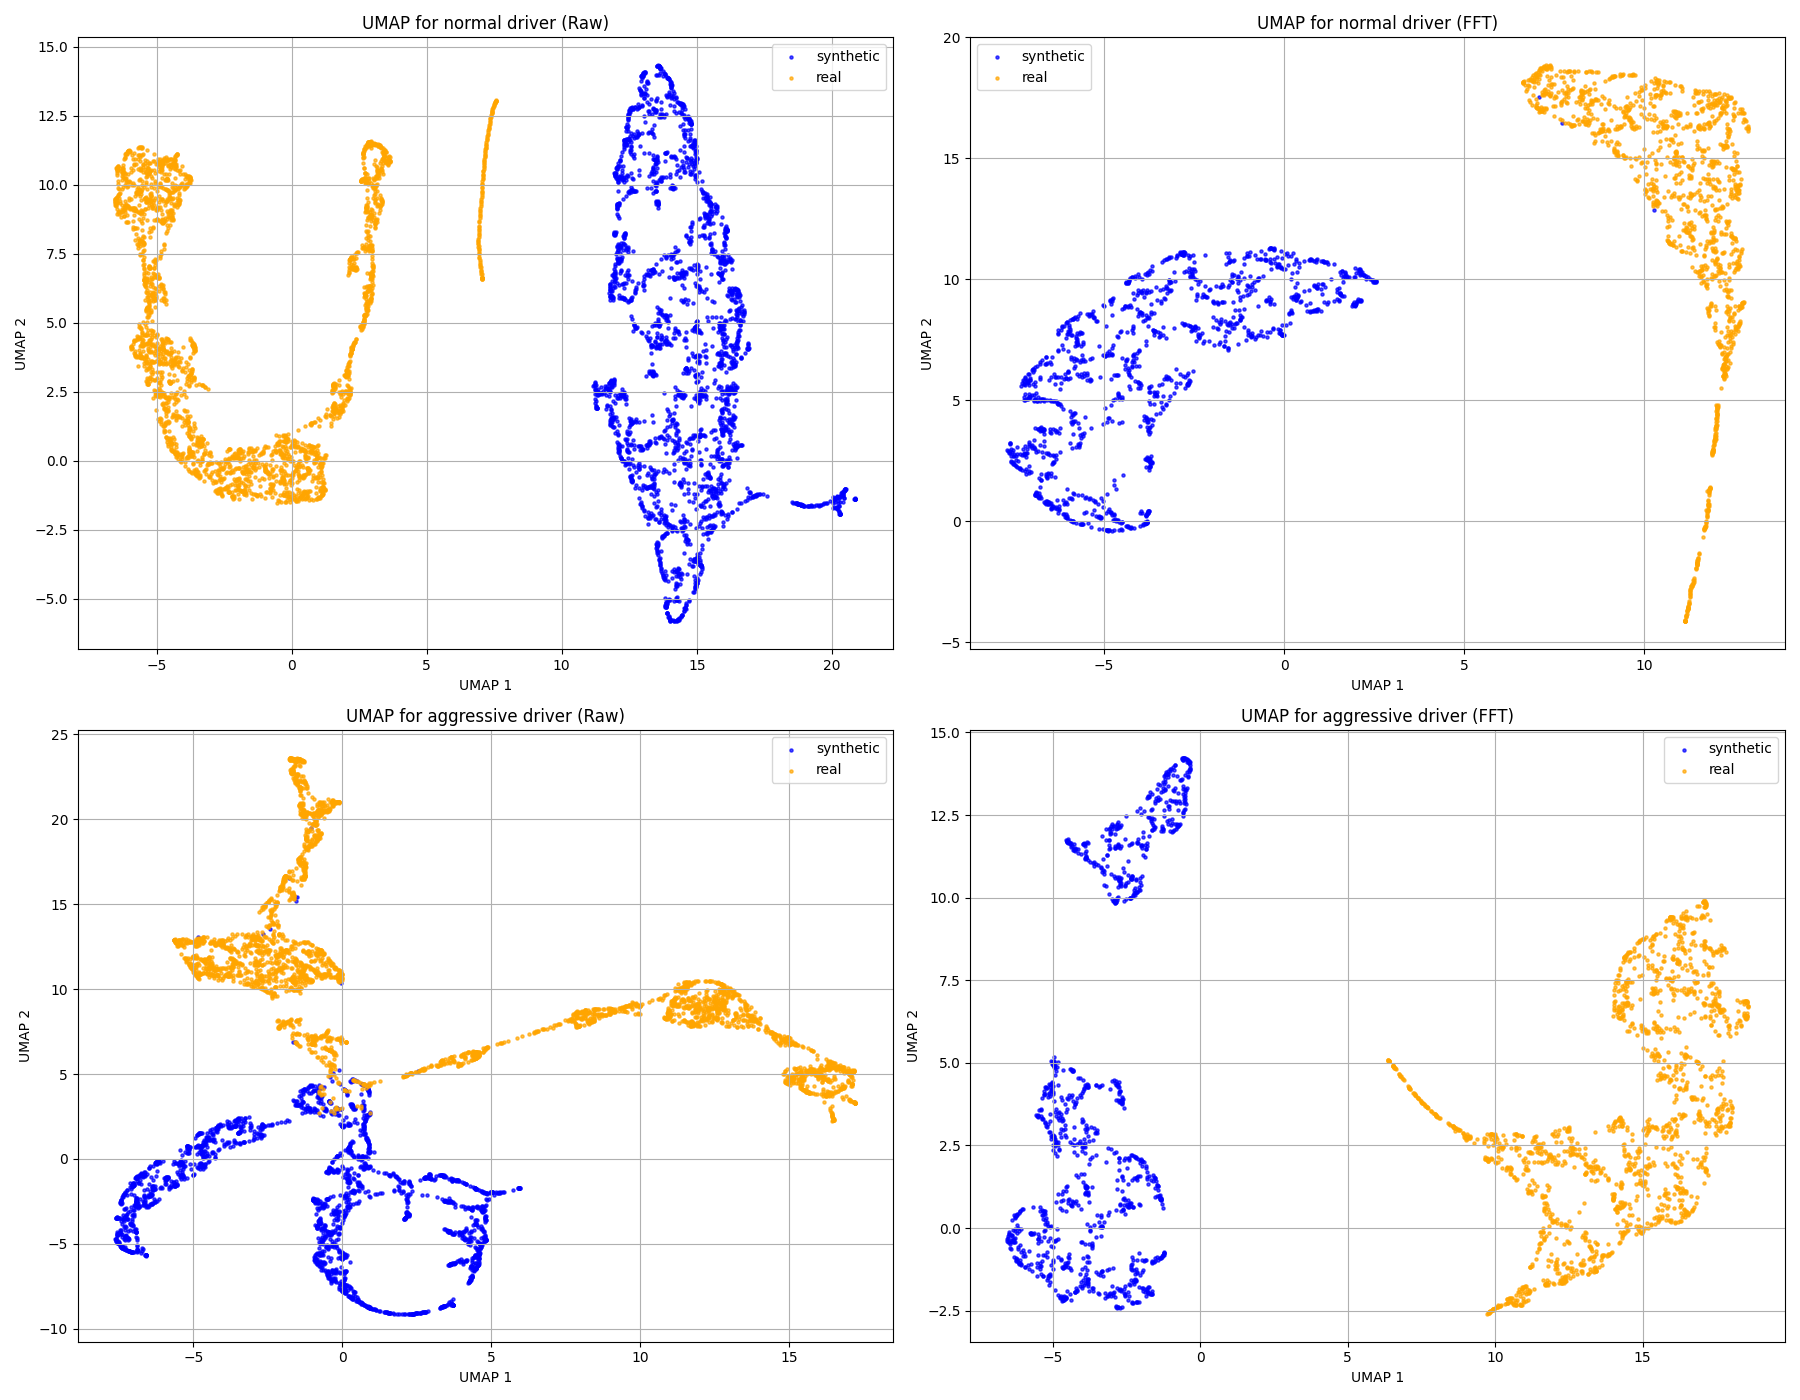 UMAP for normal driver (Raw)
synthetic
real
15.0
12.5
10.0
7.5
5.0
2.5
0.0
−2.5
−5.0
UMAP 2
−5
0
5
10
15
20
UMAP 1
UMAP for normal driver (FFT)
synthetic
real
20
15
10
5
0
−5
UMAP 2
−5
0
5
10
UMAP 1
UMAP for aggressive driver (Raw)
synthetic
real
25
20
15
10
5
0
−5
−10
UMAP 2
−5
0
5
10
15
UMAP 1
UMAP for aggressive driver (FFT)
synthetic
real
15.0
12.5
10.0
7.5
5.0
2.5
0.0
−2.5
UMAP 2
−5
0
5
10
15
UMAP 1